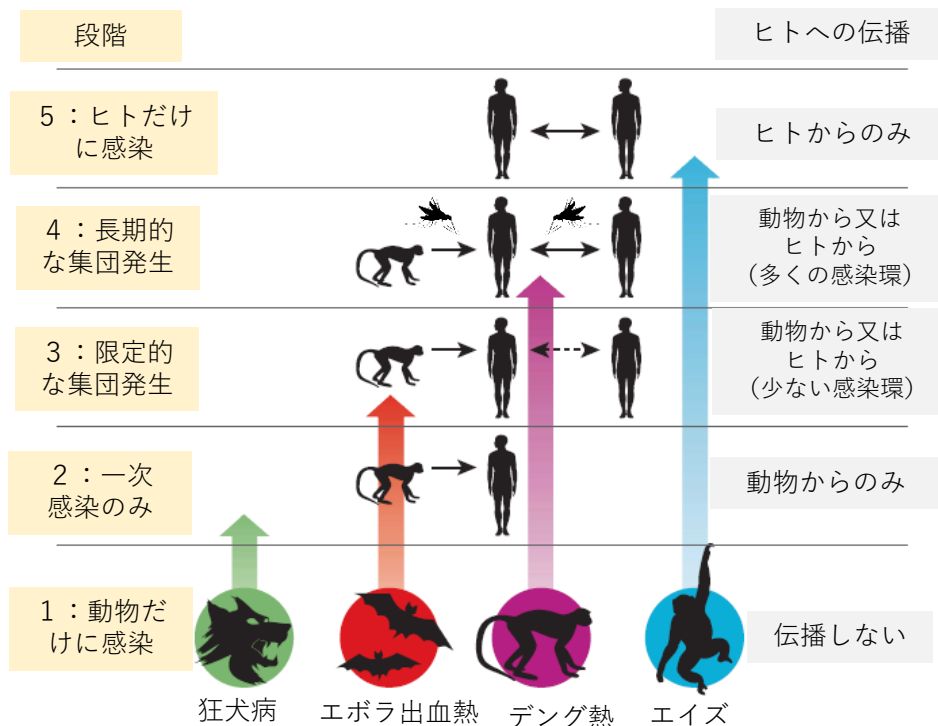 段階
ヒトへの伝播
5：ヒトだけ
に感染
ヒトからのみ
4：長期的
な集団発生
動物から又は
ヒトから
（多くの感染環）
3：限定的
な集団発生
動物から又は
ヒトから
（少ない感染環）
2：一次
感染のみ
動物からのみ
1：動物だ
けに感染
伝播しない
狂犬病
エボラ出血熱
デング熱
エイズ